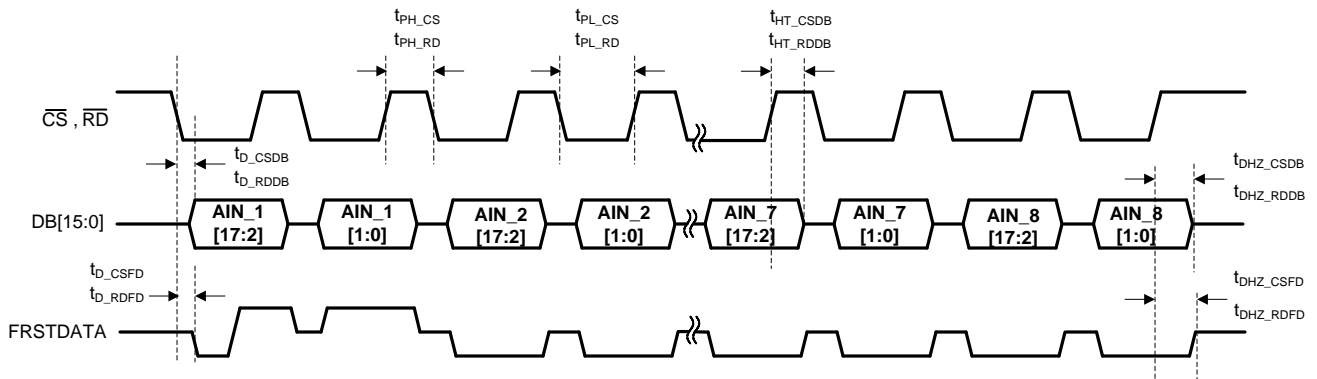 tPH_CS
tPH_RD
tPL_CS
tPL_RD
tHT_CSDB
tHT_RDDB
CS , RD
tD_CSDB
tD_RDDB
tDHZ_CSDB
tDHZ_RDDB
DB[15:0]
AIN_1
[17:2]
AIN_1
[1:0]
AIN_2
[17:2]
AIN_2
[1:0]
AIN_7
[17:2]
AIN_7
[1:0]
AIN_8
[17:2]
AIN_8
[1:0]
tD_CSFD
tD_RDFD
tDHZ_CSFD
tDHZ_RDFD
FRSTDATA